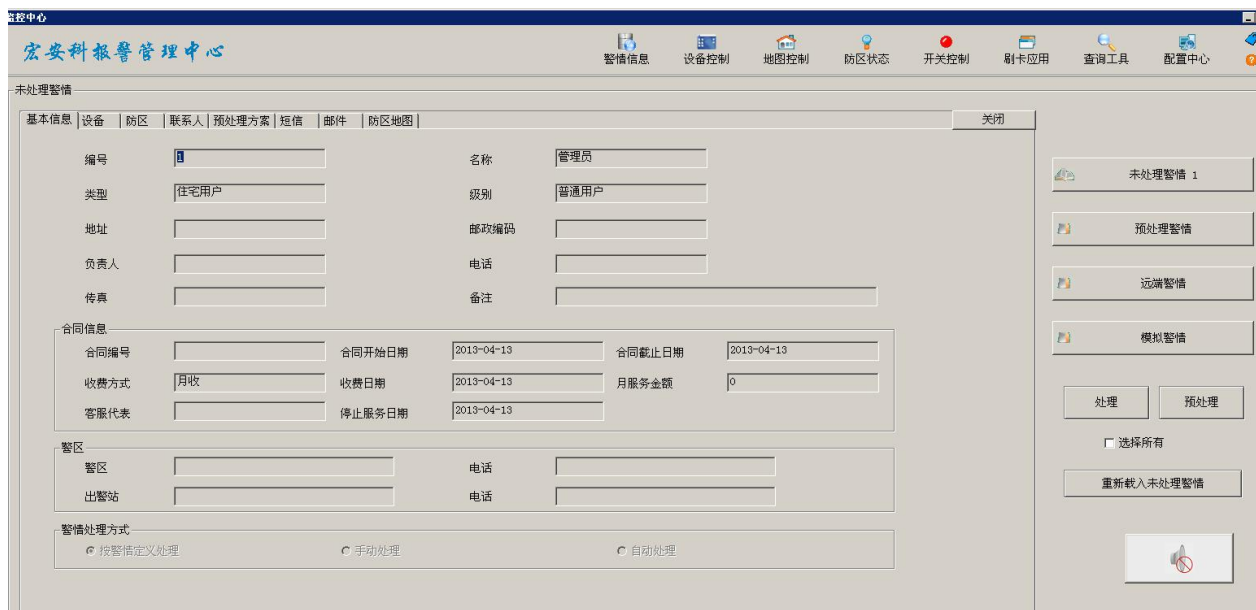 监控中心
宏安科报警管理中心
警情信息 设备控制 地图控制 防区状态 开关控制 刷卡应用 查询工具 配置中心
未处理警情
基本信息 设备 防区 联系人 预处理方案 短信 邮件 防区地图 关闭
编号 1 名称 管理员
类型 住宅用户 级别 普通用户
地址 邮政编码
负责人 电话
传真 备注
合同信息
合同编号 合同开始日期 2013-04-13 合同截止日期 2013-04-13
收费方式 月收 收费日期 2013-04-13 月服务金额 0
客服代表 停止服务日期 2013-04-13
警区
警区 电话
出警站 电话
警情处理方式
按警情定义处理 手动处理 自动处理
未处理警情 1
预处理警情
远端警情
模拟警情
处理 预处理
选择所有
重新载入未处理警情